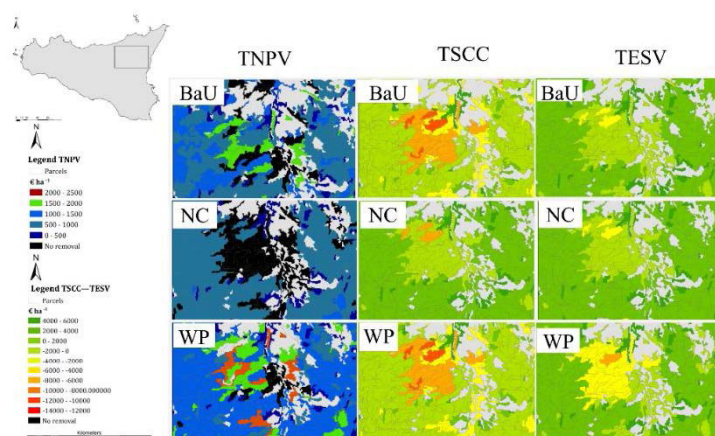 TNPV
TSCC
TESV
BaU
BaU
BaU
NC
NC
NC
WP
WP
WP
N
Legend TNPV
Parcels
€ ha⁻¹
2000 - 2500
1500 - 2000
1000 - 1500
500 - 1000
0 - 500
No removal
N
Legend TSCC—TESV
Parcels
€ ha⁻¹
4000 - 6000
2000 - 4000
0 - 2000
-2000 - 0
-4000 - -2000
-6000 - -4000
-8000 - -6000
-10000 - -8000.000000
-12000 - -10000
-14000 - -12000
No removal
Kilometers